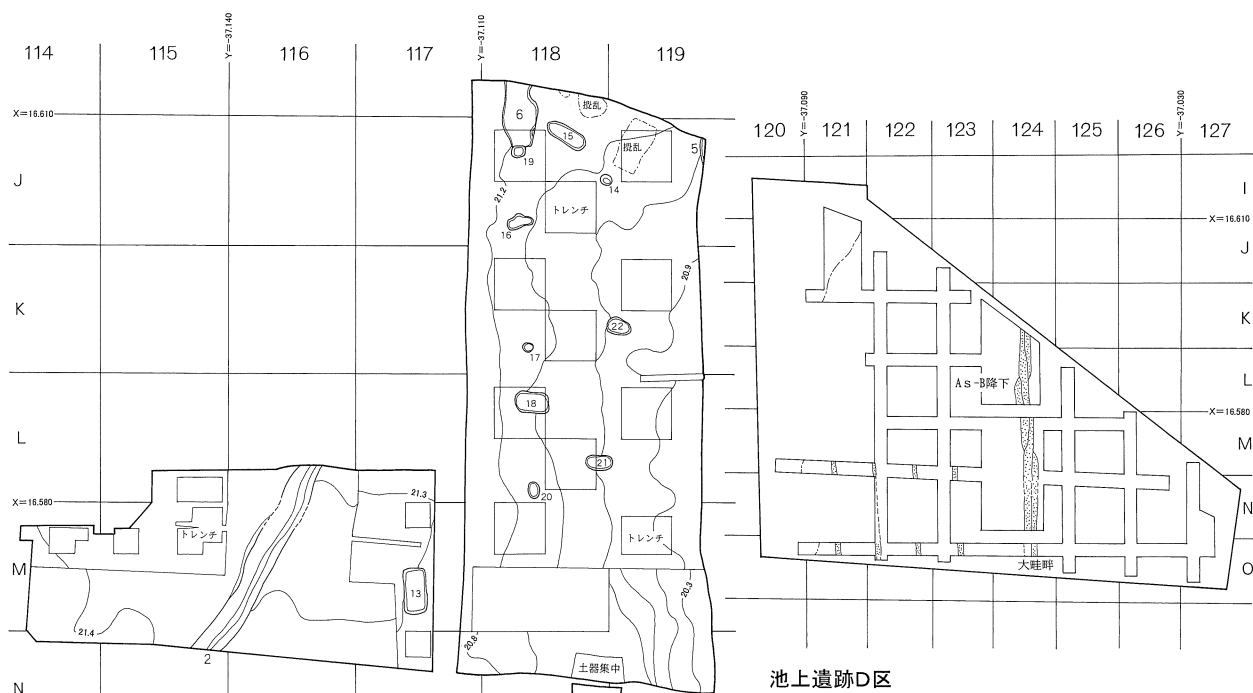 114 115 Y=-37.140 116 117 Y=-37.110 118 119
120 Y=-37.090 121 122 123 124 125 126 Y=-37.030 127
X=16.610
J
K
L
X=16.580
M
N
6
攪乱
15
19
攪乱
5
14
21.2
トレンチ
16
20.9
22
17
18
21
20
トレンチ
20.3
20.8
土器集中
21.3
トレンチ
13
21.4
2
I
X=16.610
J
K
L
As-B降下
X=16.580
M
N
大畦畔
O
池上遺跡D区